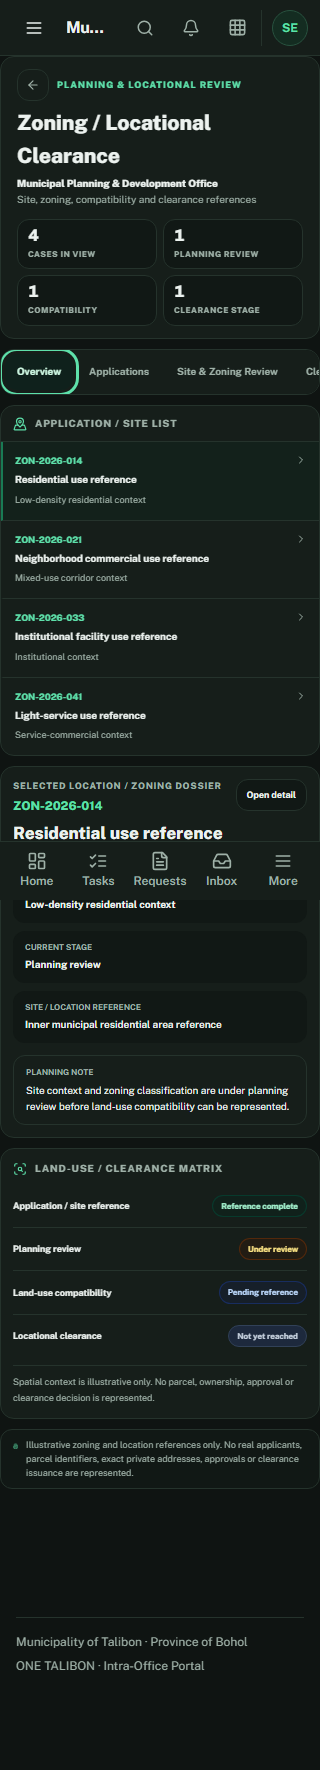 Mu...
SE
PLANNING & LOCATIONAL REVIEW
Zoning / Locational
Clearance
Municipal Planning & Development Office
Site, zoning, compatibility and clearance references
4
CASES IN VIEW
1
PLANNING REVIEW
1
COMPATIBILITY
1
CLEARANCE STAGE
Overview
Applications
Site & Zoning Review
Cle
APPLICATION / SITE LIST
ZON-2026-014
Residential use reference
Low-density residential context
ZON-2026-021
Neighborhood commercial use reference
Mixed-use corridor context
ZON-2026-033
Institutional facility use reference
Institutional context
ZON-2026-041
Light-service use reference
Service-commercial context
SELECTED LOCATION / ZONING DOSSIER
ZON-2026-014
Open detail
Residential use reference
Home
Tasks
Requests
Inbox
More
Low-density residential context
CURRENT STAGE
Planning review
SITE / LOCATION REFERENCE
Inner municipal residential area reference
PLANNING NOTE
Site context and zoning classification are under planning
review before land-use compatibility can be represented.
LAND-USE / CLEARANCE MATRIX
Application / site reference
Reference complete
Planning review
Under review
Land-use compatibility
Pending reference
Locational clearance
Not yet reached
Spatial context is illustrative only. No parcel, ownership, approval or
clearance decision is represented.
Illustrative zoning and location references only. No real applicants,
parcel identifiers, exact private addresses, approvals or clearance
issuance are represented.
Municipality of Talibon · Province of Bohol
ONE TALIBON · Intra-Office Portal